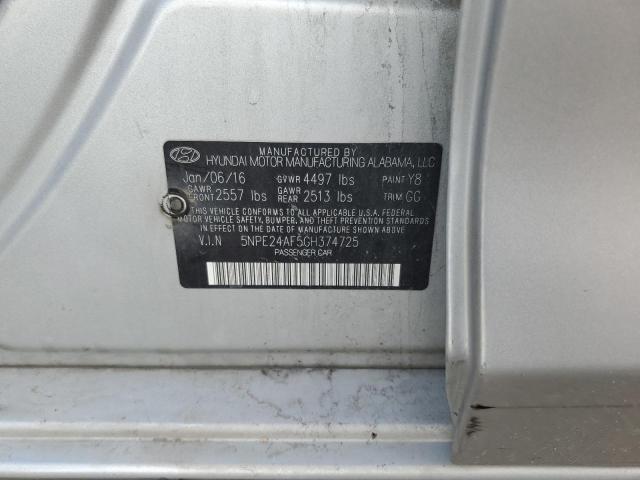 MANUFACTURED BY
HYUNDAI MOTOR MANUFACTURING ALABAMA, LLC
Jan/06/16 GVWR 4497 lbs PAINT Y8
GAWR FRONT 2557 lbs GAWR REAR 2513 lbs TRIM GG
THIS VEHICLE CONFORMS TO ALL APPLICABLE U.S.A. FEDERAL
MOTOR VEHICLE SAFETY, BUMPER, AND THEFT PREVENTION STANDARDS
IN EFFECT ON THE DATE OF MANUFACTURE SHOWN ABOVE.
V.I.N 5NPE24AF5GH374725
PASSENGER CAR